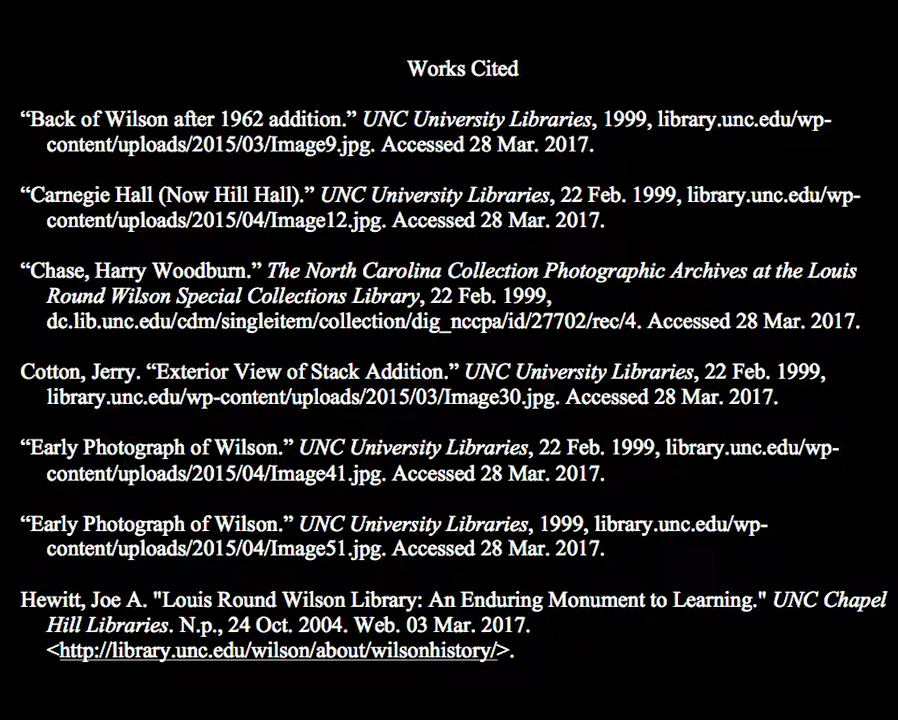 Works Cited
“Back of Wilson after 1962 addition.” UNC University Libraries, 1999, library.unc.edu/wp-
content/uploads/2015/03/Image9.jpg. Accessed 28 Mar. 2017.
“Carnegie Hall (Now Hill Hall).” UNC University Libraries, 22 Feb. 1999, library.unc.edu/wp-
content/uploads/2015/04/Image12.jpg. Accessed 28 Mar. 2017.
“Chase, Harry Woodburn.” The North Carolina Collection Photographic Archives at the Louis
Round Wilson Special Collections Library, 22 Feb. 1999,
dc.lib.unc.edu/cdm/singleitem/collection/dig_nccpa/id/27702/rec/4. Accessed 28 Mar. 2017.
Cotton, Jerry. “Exterior View of Stack Addition.” UNC University Libraries, 22 Feb. 1999,
library.unc.edu/wp-content/uploads/2015/03/Image30.jpg. Accessed 28 Mar. 2017.
“Early Photograph of Wilson.” UNC University Libraries, 22 Feb. 1999, library.unc.edu/wp-
content/uploads/2015/04/Image41.jpg. Accessed 28 Mar. 2017.
“Early Photograph of Wilson.” UNC University Libraries, 1999, library.unc.edu/wp-
content/uploads/2015/04/Image51.jpg. Accessed 28 Mar. 2017.
Hewitt, Joe A. "Louis Round Wilson Library: An Enduring Monument to Learning." UNC Chapel
Hill Libraries. N.p., 24 Oct. 2004. Web. 03 Mar. 2017.
<http://library.unc.edu/wilson/about/wilsonhistory/>.